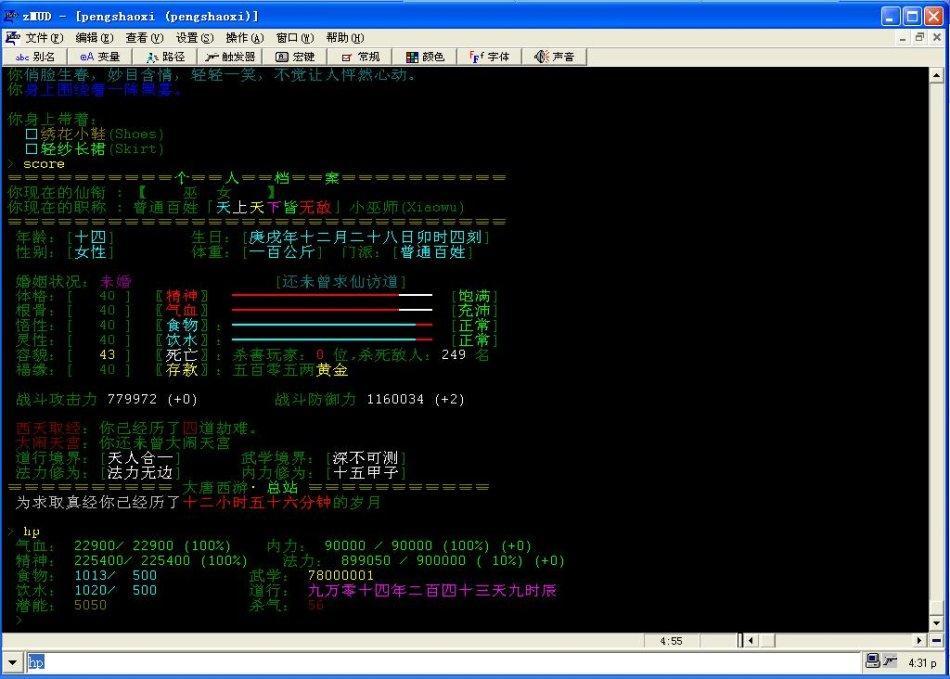 zMUD - [pengshaoxi (pengshaoxi)]
文件(F) 编辑(E) 查看(V) 设置(S) 操作(A) 窗口(W) 帮助(H)
abc 别名 eA 变量 路径 触发器 宏键 常规 颜色 字体 声音
你俏脸生春，妙目含情，轻轻一笑，不觉让人怦然心动。
你身上围绕着一阵黑雾。
你身上带着：
□绣花小鞋(Shoes)
□轻纱长裙(Skirt)
> score
＝＝＝＝＝＝＝＝＝＝个＝＝人＝＝档＝＝案＝＝＝＝＝＝＝＝＝＝
你现在的仙衔 : 【 巫 女 】
你现在的职称 : 普通百姓「天上天下皆无敌」小巫师(Xiaowu)
＝＝＝＝＝＝＝＝＝＝＝＝＝＝＝＝＝＝＝＝＝＝＝＝＝＝＝＝＝＝
年龄：[十四] 生日：[庚戌年十二月二十八日卯时四刻]
性别：[女性] 体重：[一百公斤] 门派：[普通百姓]
婚姻状况：未婚 [还未曾求仙访道]
体格：[ 40 ] 〖精神〗 [饱满]
根骨：[ 40 ] 〖气血〗 [充沛]
悟性：[ 40 ] 〖食物〗： [正常]
灵性：[ 40 ] 〖饮水〗： [正常]
容貌：[ 43 ] 〖死亡〗：杀害玩家：0 位,杀死敌人：249 名
福缘：[ 40 ] 〖存款〗：五百零五两黄金
战斗攻击力 779972 (+0) 战斗防御力 1160034 (+2)
西天取经：你已经历了四道劫难。
大闹天宫：你还未曾大闹天宫
道行境界：[天人合一] 武学境界：[深不可测]
法力修为：[法力无边] 内力修为：[十五甲子]
＝＝＝＝＝＝＝＝＝＝ 大唐西游· 总站 ＝＝＝＝＝＝＝＝＝＝＝
为求取真经你已经历了十二小时五十六分钟的岁月
> hp
气血： 22900/ 22900 (100%) 内力： 90000 / 90000 (100%) (+0)
精神： 225400/ 225400 (100%) 法力： 899050 / 900000 ( 10%) (+0)
食物： 1013/ 500 武学： 78000001
饮水： 1020/ 500 道行： 九万零十四年二百四十三天九时辰
潜能： 5050 杀气： 56
>
4:55
hp
4:31 p